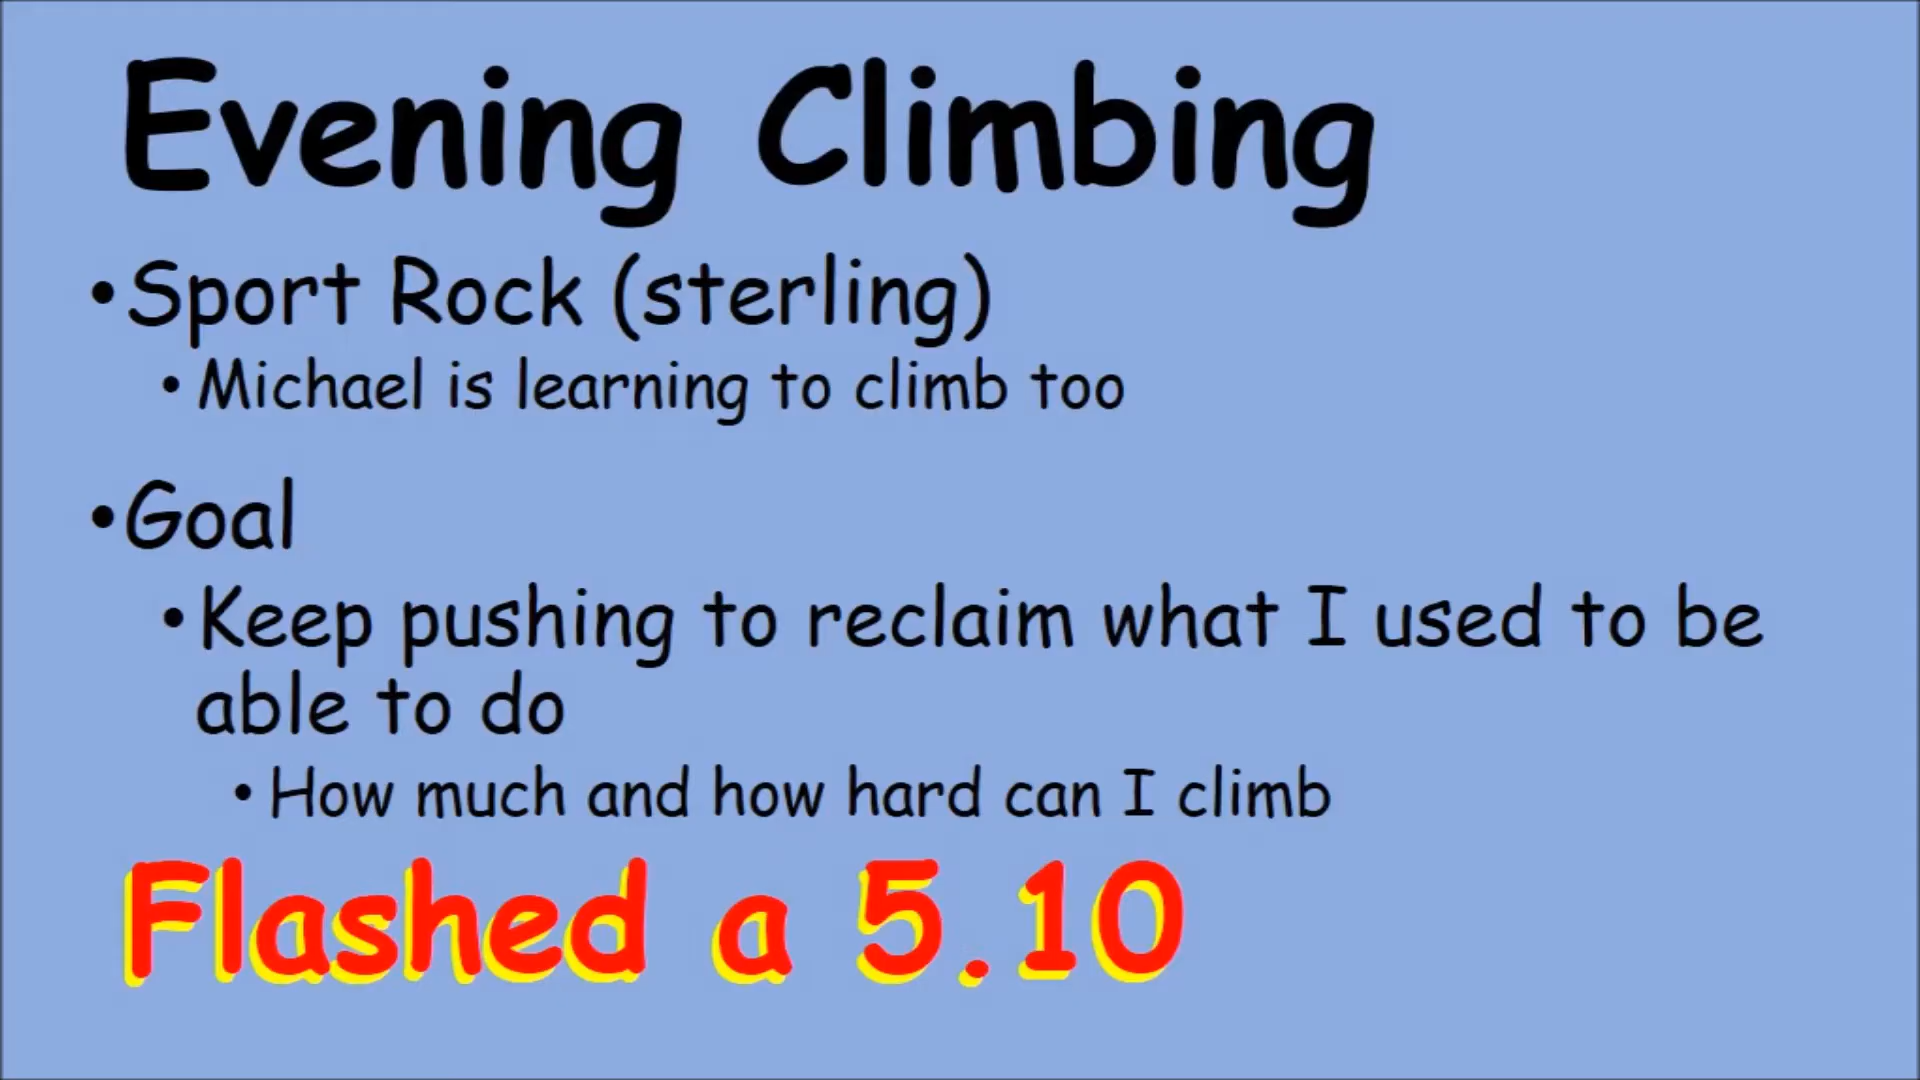 Evening Climbing
•Sport Rock (sterling)
•Michael is learning to climb too
•Goal
•Keep pushing to reclaim what I used to be
able to do
•How much and how hard can I climb
Flashed a 5.10